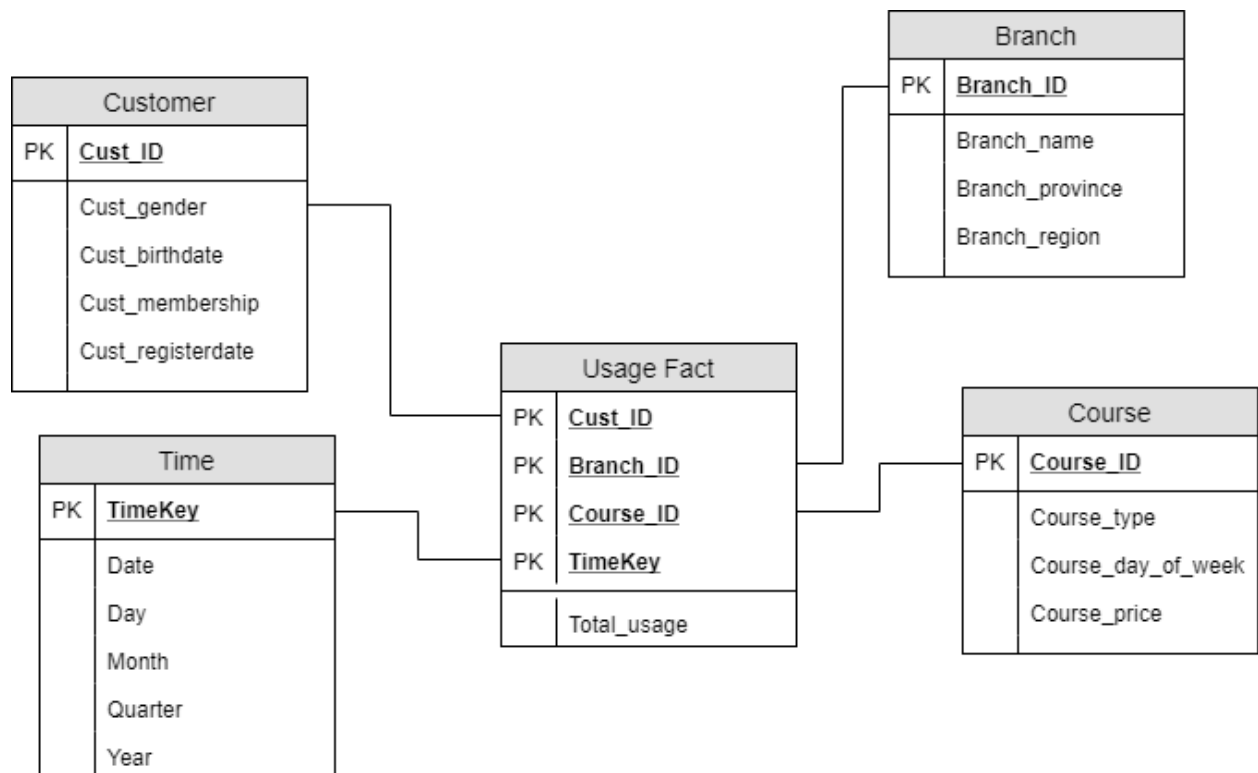 Customer
PK Cust_ID
Cust_gender
Cust_birthdate
Cust_membership
Cust_registerdate
Branch
PK Branch_ID
Branch_name
Branch_province
Branch_region
Usage Fact
PK Cust_ID
PK Branch_ID
PK Course_ID
PK TimeKey
Total_usage
Time
PK TimeKey
Date
Day
Month
Quarter
Year
Course
PK Course_ID
Course_type
Course_day_of_week
Course_price